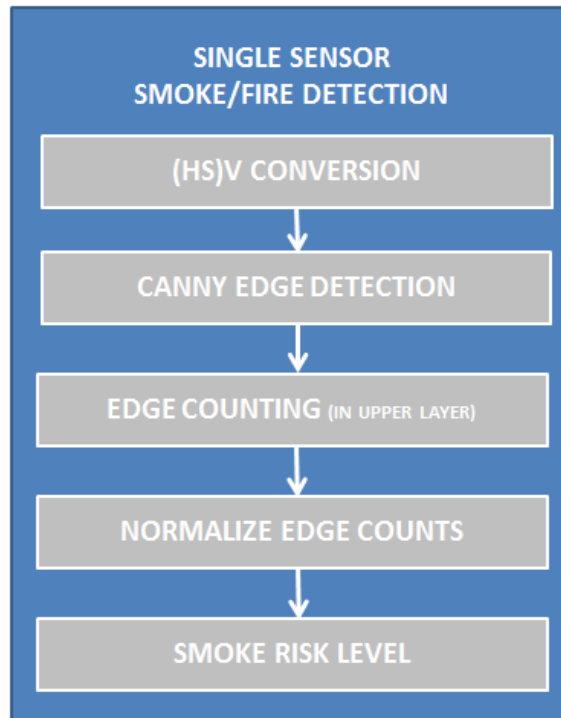 SINGLE SENSOR
SMOKE/FIRE DETECTION
(HS)V CONVERSION
CANNY EDGE DETECTION
EDGE COUNTING (IN UPPER LAYER)
NORMALIZE EDGE COUNTS
SMOKE RISK LEVEL